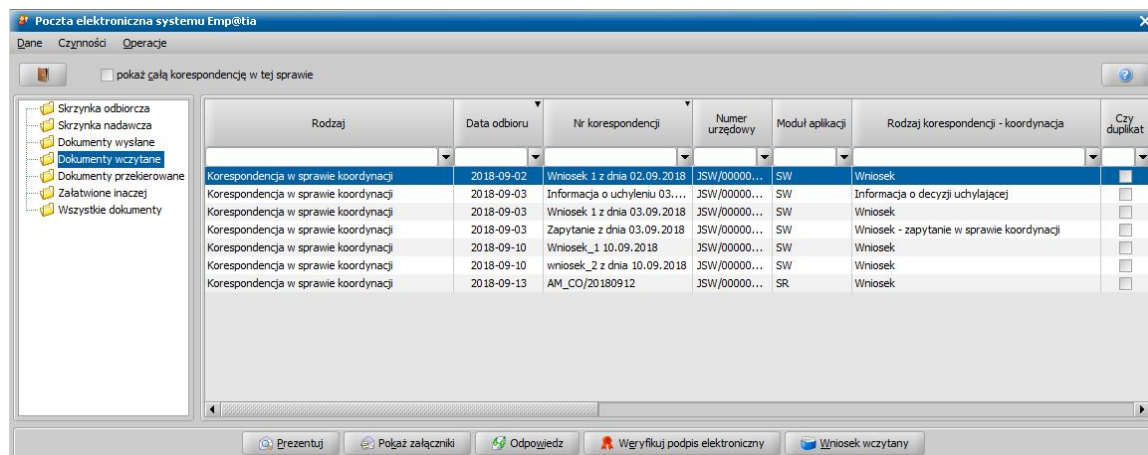 Poczta elektroniczna systemu Emp@tia
Dane Czynności Operacje
pokaż całą korespondencję w tej sprawie
Skrzynka odbiorcza
Skrzynka nadawcza
Dokumenty wysłane
Dokumenty wczytane
Dokumenty przekierowane
Załatwione inaczej
Wszystkie dokumenty
Rodzaj Data odbioru Nr korespondencji Numer urzędowy Moduł aplikacji Rodzaj korespondencji - koordynacja Czy duplikat
Korespondencja w sprawie koordynacji 2018-09-02 Wniosek 1 z dnia 02.09.2018 JSW/00000... SW Wniosek
Korespondencja w sprawie koordynacji 2018-09-03 Informacja o uchyleniu 03.... JSW/00000... SW Informacja o decyzji uchylającej
Korespondencja w sprawie koordynacji 2018-09-03 Wniosek 1 z dnia 03.09.2018 JSW/00000... SW Wniosek
Korespondencja w sprawie koordynacji 2018-09-03 Zapytanie z dnia 03.09.2018 JSW/00000... SW Wniosek - zapytanie w sprawie koordynacji
Korespondencja w sprawie koordynacji 2018-09-10 Wniosek_1 10.09.2018 JSW/00000... SW Wniosek
Korespondencja w sprawie koordynacji 2018-09-10 wniosek_2 z dnia 10.09.2018 JSW/00000... SW Wniosek
Korespondencja w sprawie koordynacji 2018-09-13 AM_CO/20180912 JSW/00000... SR Wniosek
Prezentuj Pokaż załączniki Odpowiedz Weryfikuj podpis elektroniczny Wniosek wczytany